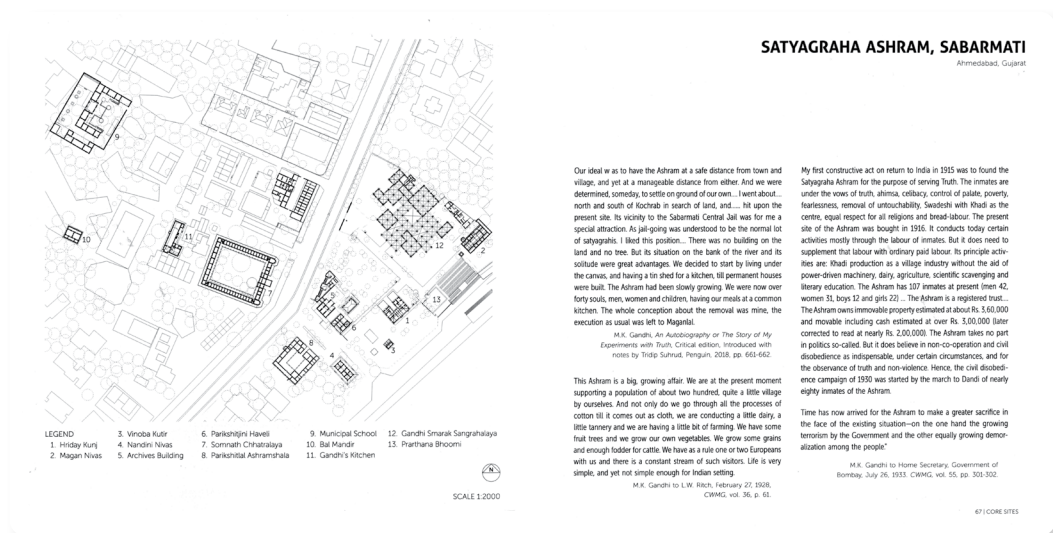 SATYAGRAHA ASHRAM, SABARMATI
Ahmedabad, Gujarat
9
10
11
7
12
2
13
5
6
1
3
8
4
LEGEND
1. Hriday Kunj
2. Magan Nivas
3. Vinoba Kutir
4. Nandini Nivas
5. Archives Building
6. Parikshitjini Haveli
7. Somnath Chhatralaya
8. Parikshitlal Ashramshala
9. Municipal School
10. Bal Mandir
11. Gandhi's Kitchen
12. Gandhi Smarak Sangrahalaya
13. Prarthana Bhoomi
N
SCALE 1:2000
Our ideal w as to have the Ashram at a safe distance from town and
village, and yet at a manageable distance from either. And we were
determined, someday, to settle on ground of our own.... I went about....
north and south of Kochrab in search of land, and..... hit upon the
present site. Its vicinity to the Sabarmati Central Jail was for me a
special attraction. As jail-going was understood to be the normal lot
of satyagrahis. I liked this position.... There was no building on the
land and no tree. But its situation on the bank of the river and its
solitude were great advantages. We decided to start by living under
the canvas, and having a tin shed for a kitchen, till permanent houses
were built. The Ashram had been slowly growing. We were now over
forty souls, men, women and children, having our meals at a common
kitchen. The whole conception about the removal was mine, the
execution as usual was left to Maganlal.
M.K. Gandhi, An Autobiography or The Story of My
Experiments with Truth, Critical edition, Introduced with
notes by Tridip Suhrud, Penguin, 2018, pp. 661-662.
This Ashram is a big, growing affair. We are at the present moment
supporting a population of about two hundred, quite a little village
by ourselves. And not only do we go through all the processes of
cotton till it comes out as cloth, we are conducting a little dairy, a
little tannery and we are having a little bit of farming. We have some
fruit trees and we grow our own vegetables. We grow some grains
and enough fodder for cattle. We have as a rule one or two Europeans
with us and there is a constant stream of such visitors. Life is very
simple, and yet not simple enough for Indian setting.
M.K. Gandhi to L.W. Ritch, February 27, 1928,
CWMG, vol. 36, p. 61.
My first constructive act on return to India in 1915 was to found the
Satyagraha Ashram for the purpose of serving Truth. The inmates are
under the vows of truth, ahimsa, celibacy, control of palate, poverty,
fearlessness, removal of untouchability, Swadeshi with Khadi as the
centre, equal respect for all religions and bread-labour. The present
site of the Ashram was bought in 1916. It conducts today certain
activities mostly through the labour of inmates. But it does need to
supplement that labour with ordinary paid labour. Its principle activ-
ities are: Khadi production as a village industry without the aid of
power-driven machinery, dairy, agriculture, scientific scavenging and
literary education. The Ashram has 107 inmates at present (men 42,
women 31, boys 12 and girls 22) ... The Ashram is a registered trust....
The Ashram owns immovable property estimated at about Rs. 3,60,000
and movable including cash estimated at over Rs. 3,00,000 (later
corrected to read at nearly Rs. 2,00,000). The Ashram takes no part
in politics so-called. But it does believe in non-co-operation and civil
disobedience as indispensable, under certain circumstances, and for
the observance of truth and non-violence. Hence, the civil disobedi-
ence campaign of 1930 was started by the march to Dandi of nearly
eighty inmates of the Ashram.
Time has now arrived for the Ashram to make a greater sacrifice in
the face of the existing situation—on the one hand the growing
terrorism by the Government and the other equally growing demor-
alization among the people."
M.K. Gandhi to Home Secretary, Government of
Bombay, July 26, 1933. CWMG, vol. 55, pp. 301-302.
67 | CORE SITES